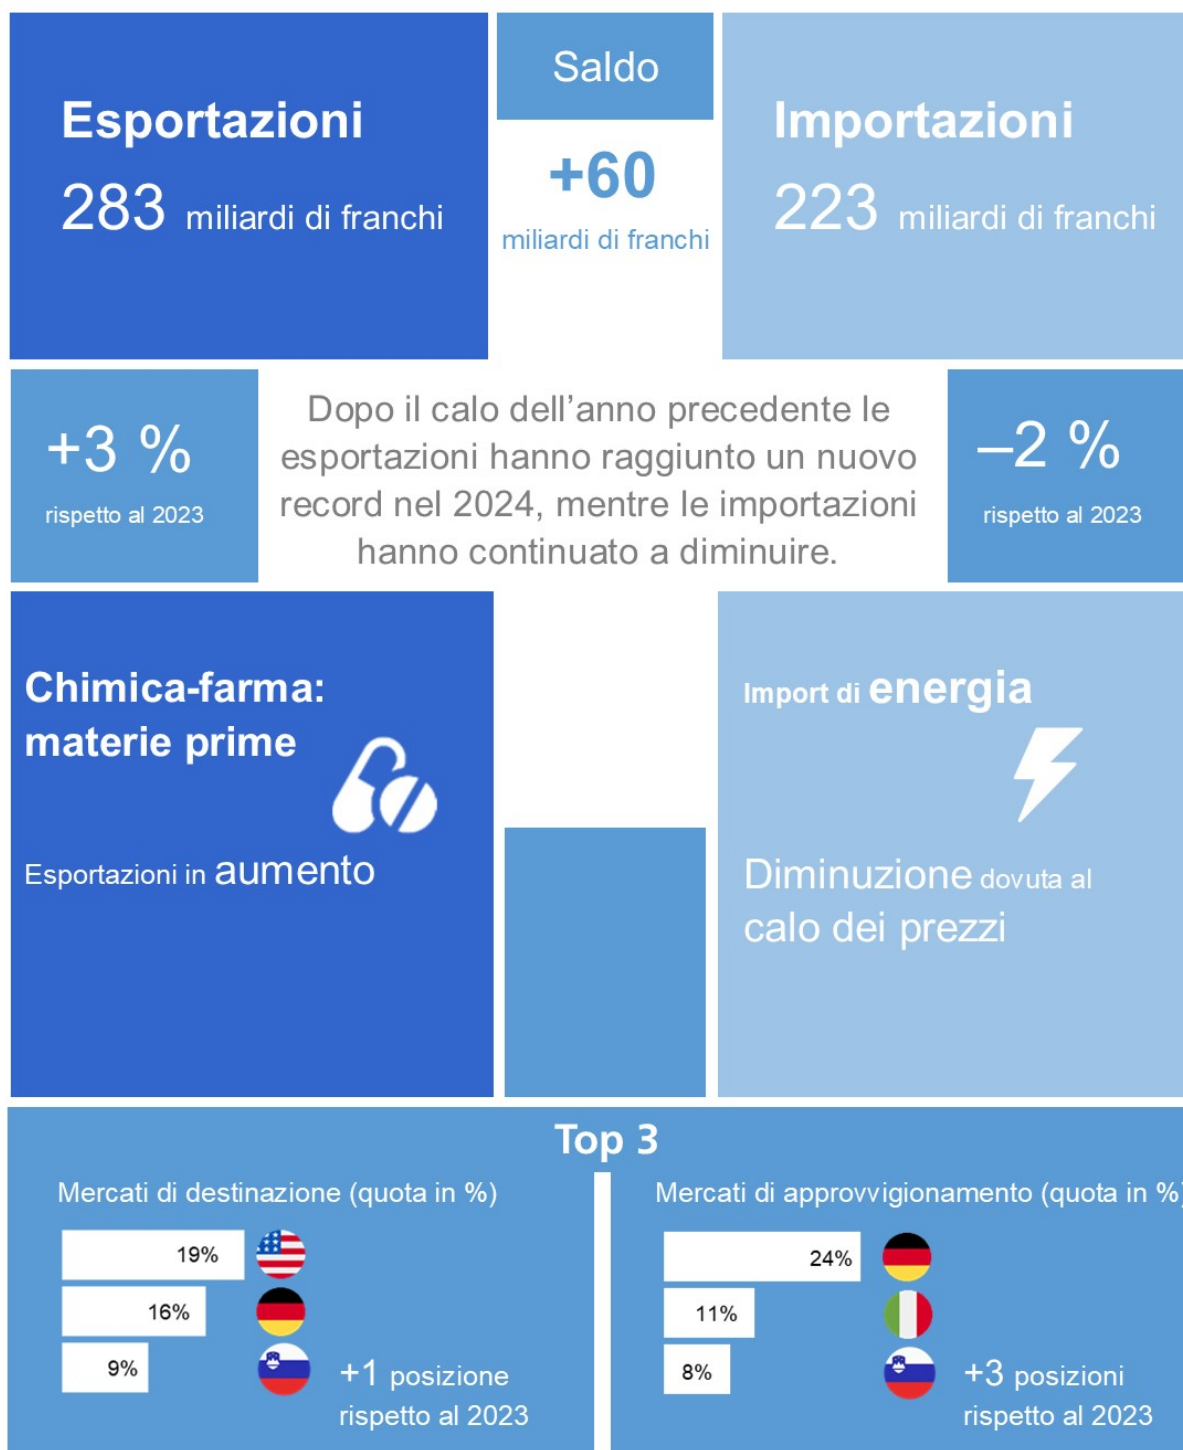 Esportazioni
283 miliardi di franchi
Saldo
+60
miliardi di franchi
Importazioni
223 miliardi di franchi
+3 %
rispetto al 2023
Dopo il calo dell’anno precedente le
esportazioni hanno raggiunto un nuovo
record nel 2024, mentre le importazioni
hanno continuato a diminuire.
–2 %
rispetto al 2023
Chimica-farma:
materie prime
Esportazioni in aumento
Import di energia
Diminuzione dovuta al
calo dei prezzi
Top 3
Mercati di destinazione (quota in %)
19%
16%
9%
+1 posizione
rispetto al 2023
Mercati di approvvigionamento (quota in %)
24%
11%
8%
+3 posizioni
rispetto al 2023